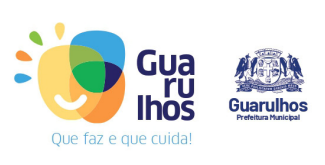 Gua
ru
lhos
Que faz e que cuida!
Guarulhos
Prefeitura Municipal